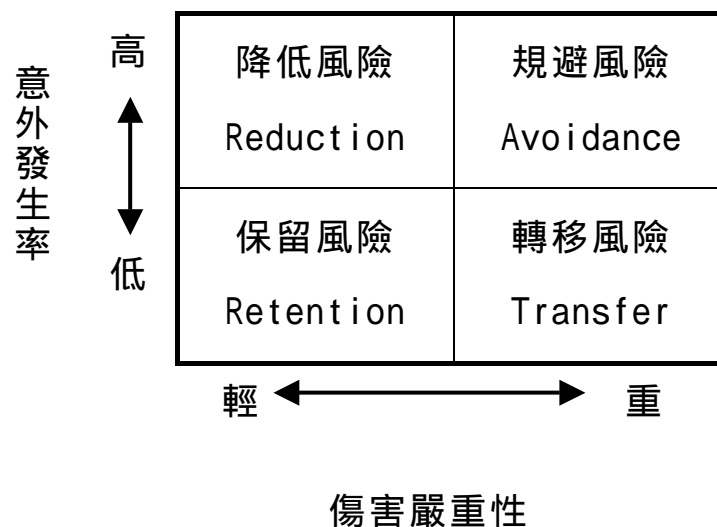 意外發生率
高
低
降低風險
Reduction
規避風險
Avoidance
保留風險
Retention
轉移風險
Transfer
輕
重
傷害嚴重性